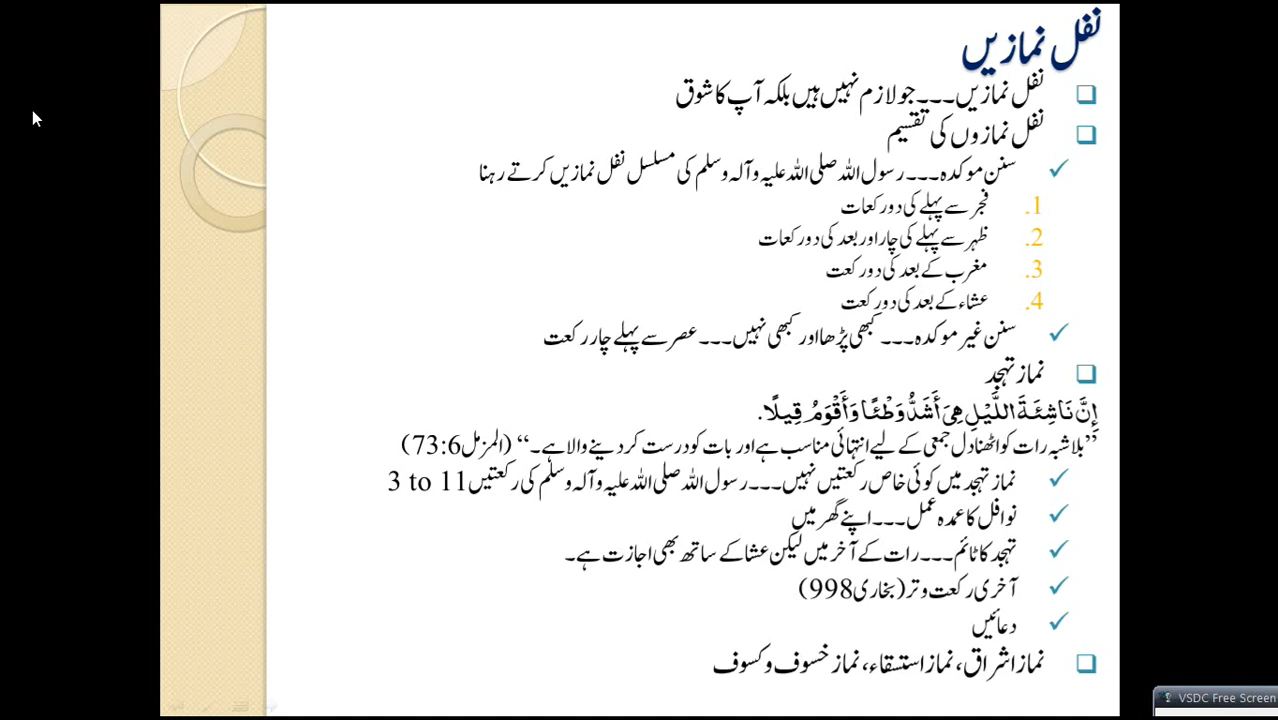 نفل نمازیں
نفل نمازیں۔۔۔جو لازم نہیں ہیں بلکہ آپ کا شوق
نفل نمازوں کی تقسیم
سنن موکدہ۔۔۔رسول اللہ صلی اللہ علیہ وآلہ وسلم کی مسلسل نفل نمازیں کرتے رہنا
1. فجر سے پہلے کی دو رکعات
2. ظہر سے پہلے کی چار اور بعد کی دو رکعات
3. مغرب کے بعد کی دو رکعت
4. عشاء کے بعد کی دو رکعت
سنن غیر موکدہ۔۔۔ کبھی پڑھا اور کبھی نہیں۔۔۔ عصر سے پہلے چار رکعت
نماز تہجد
إِنَّ نَاشِئَةَ اللَّيْلِ هِيَ أَشَدُّ وَطْئًا وَأَقْوَمُ قِيلًا.
”بلاشبہ رات کو اٹھنا دل جمعی کے لیے انتہائی مناسب ہے اور بات کو درست کر دینے والا ہے۔“ (المزمل 73:6)
نماز تہجد میں کوئی خاص رکعتیں نہیں۔۔۔رسول اللہ صلی اللہ علیہ وآلہ وسلم کی رکعتیں 3 to 11
نوافل کا عمدہ عمل۔۔۔اپنے گھر میں
تہجد کا ٹائم۔۔۔رات کے آخر میں لیکن عشا کے ساتھ بھی اجازت ہے۔
آخری رکعت وتر (بخاری 998)
دعائیں
نماز اشراق، نماز استسقاء، نماز خسوف و کسوف
VSDC Free Screen